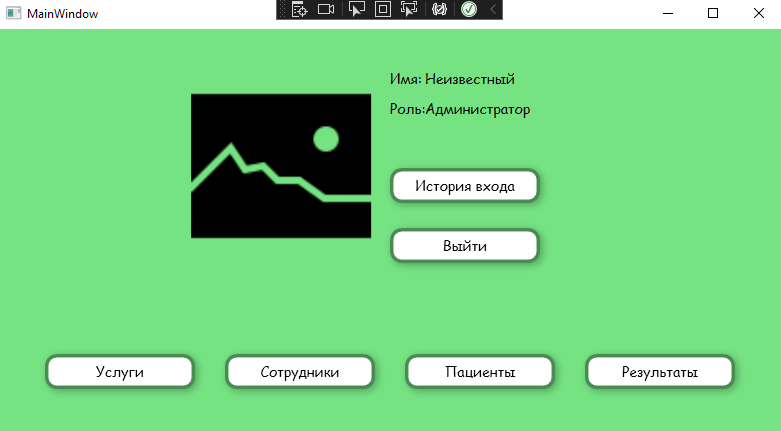 MainWindow
Имя: Неизвестный
Роль:Администратор
История входа
Выйти
Услуги
Сотрудники
Пациенты
Результаты